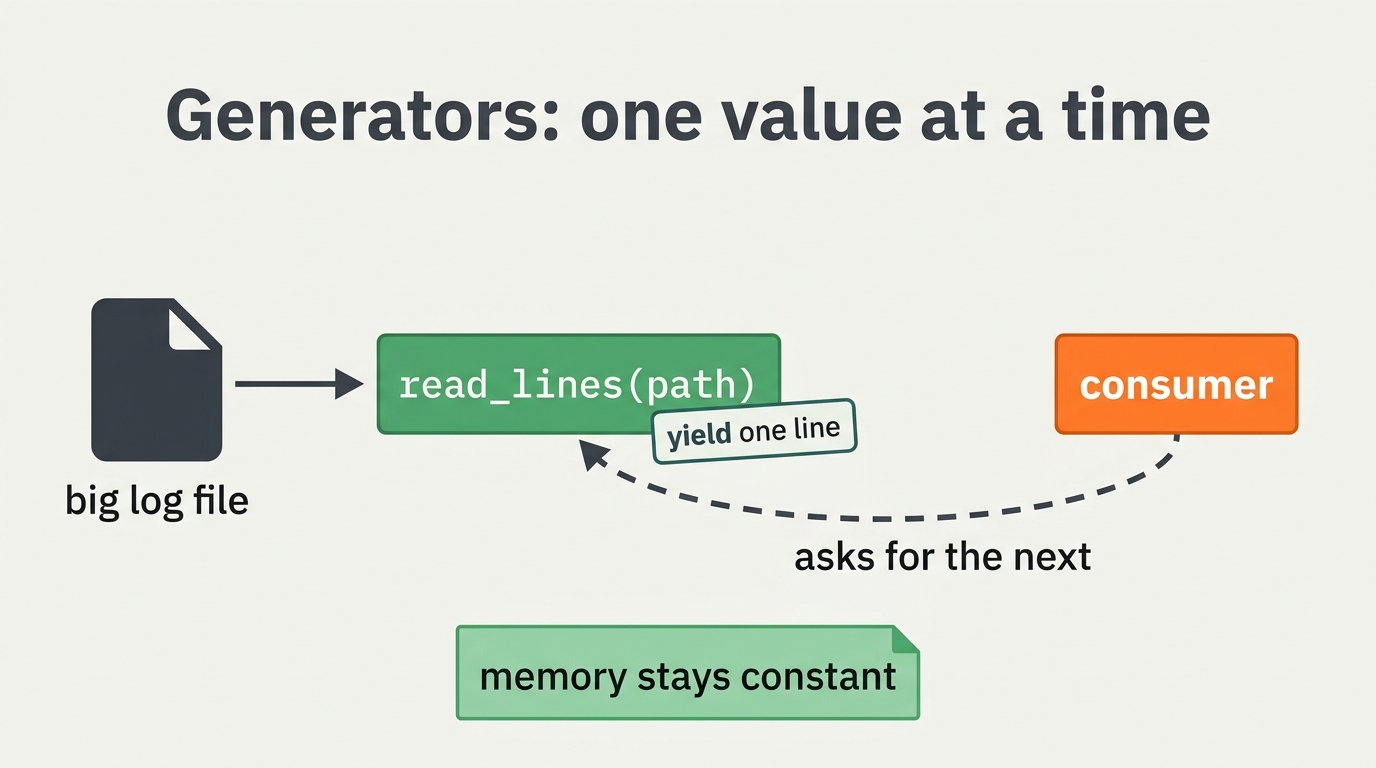 Generators: one value at a time
read_lines(path)
consumer
yield one line
big log file
asks for the next
memory stays constant